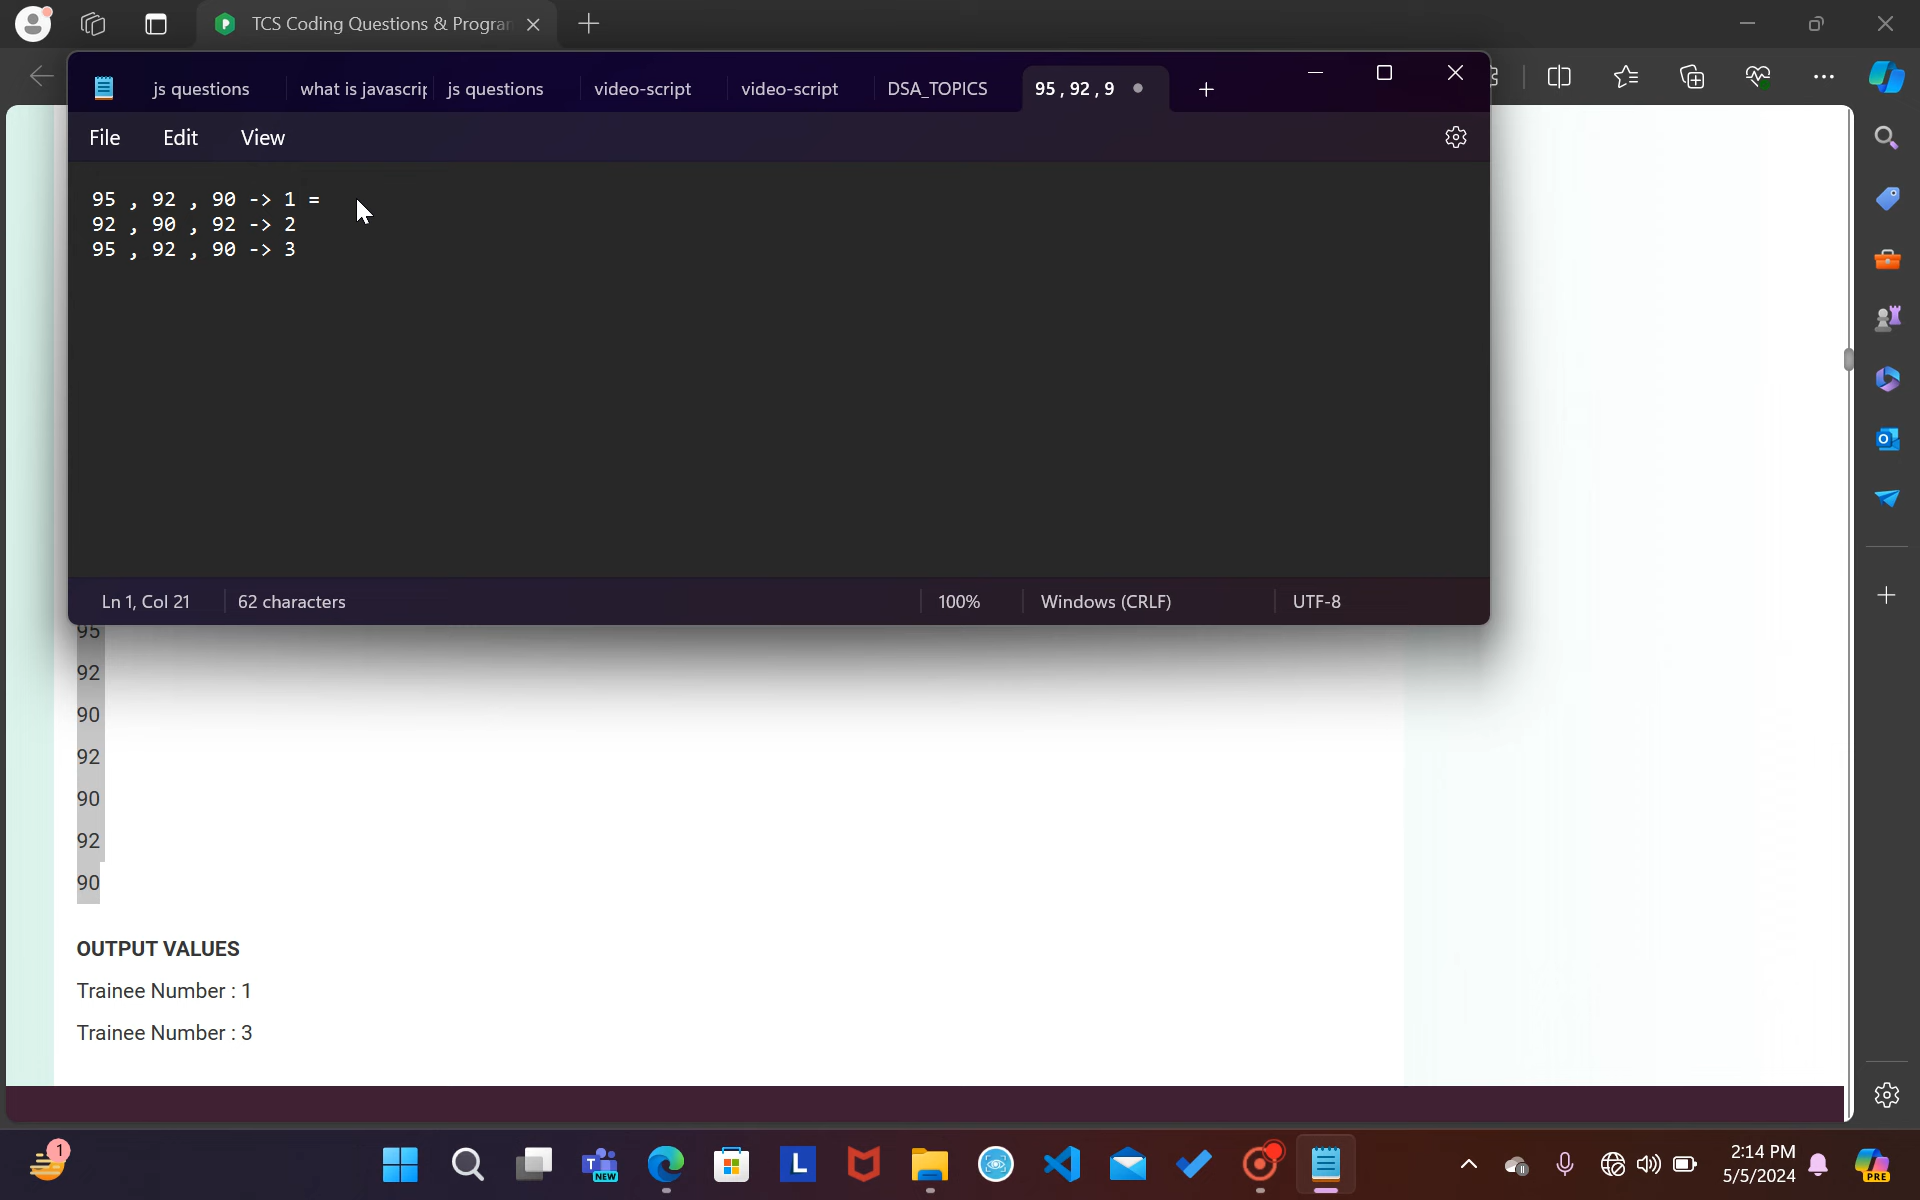 TCS Coding Questions & Progran
js questions
what is javascrip
js questions
video-script
video-script
DSA_TOPICS
95 , 92 , 9
File
Edit
View
95 , 92 , 90 -> 1 =
92 , 90 , 92 -> 2
95 , 92 , 90 -> 3
Ln 1, Col 21
62 characters
100%
Windows (CRLF)
UTF-8
95
92
90
92
90
92
90
OUTPUT VALUES
Trainee Number : 1
Trainee Number : 3
1
NEW
L
2:14 PM
5/5/2024
PRE